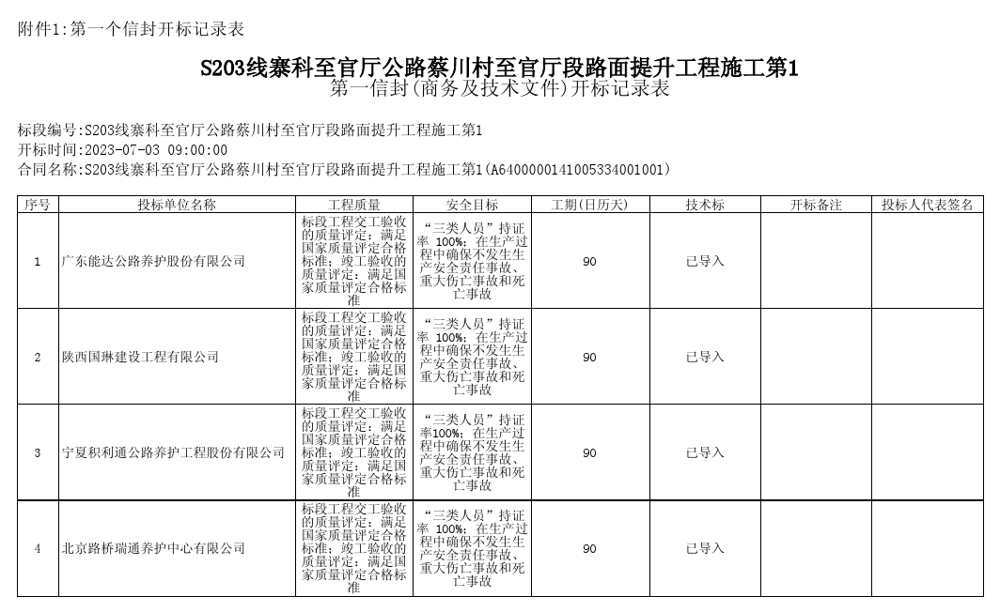 附件1:第一个信封开标记录表
S203线寨科至官厅公路蔡川村至官厅段路面提升工程施工第1
第一信封(商务及技术文件)开标记录表
标段编号:S203线寨科至官厅公路蔡川村至官厅段路面提升工程施工第1
开标时间:2023-07-03 09:00:00
合同名称:S203线寨科至官厅公路蔡川村至官厅段路面提升工程施工第1(A6400000141005334001001)
序号 投标单位名称 工程质量 安全目标 工期(日历天) 技术标 开标备注 投标人代表签名
1
广东能达公路养护股份有限公司
标段工程交工验收
的质量评定：满足
国家质量评定合格
标准；竣工验收的
质量评定：满足国
家质量评定合格标
准
“三类人员”持证
率 100%；在生产过
程中确保不发生生
产安全责任事故、
重大伤亡事故和死
亡事故
90
已导入
2
陕西国琳建设工程有限公司
标段工程交工验收
的质量评定：满足
国家质量评定合格
标准；竣工验收的
质量评定：满足国
家质量评定合格标
准
“三类人员”持证
率 100%；在生产过
程中确保不发生生
产安全责任事故、
重大伤亡事故和死
亡事故
90
已导入
3
宁夏积利通公路养护工程股份有限公司
标段工程交工验收
的质量评定：满足
国家质量评定合格
标准；竣工验收的
质量评定：满足国
家质量评定合格标
准
“三类人员”持证
率100%；在生产过
程中确保不发生生
产安全责任事故、
重大伤亡事故和死
亡事故
90
已导入
4
北京路桥瑞通养护中心有限公司
标段工程交工验收
的质量评定：满足
国家质量评定合格
标准；竣工验收的
质量评定：满足国
家质量评定合格标
准
“三类人员”持证
率 100%；在生产过
程中确保不发生生
产安全责任事故、
重大伤亡事故和死
亡事故
90
已导入